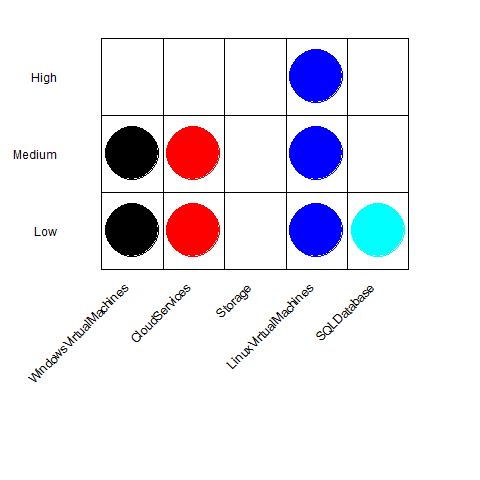 High
Medium
Low
WindowsVirtualMachines
CloudServices
Storage
LinuxVirtualMachines
SQLDatabase